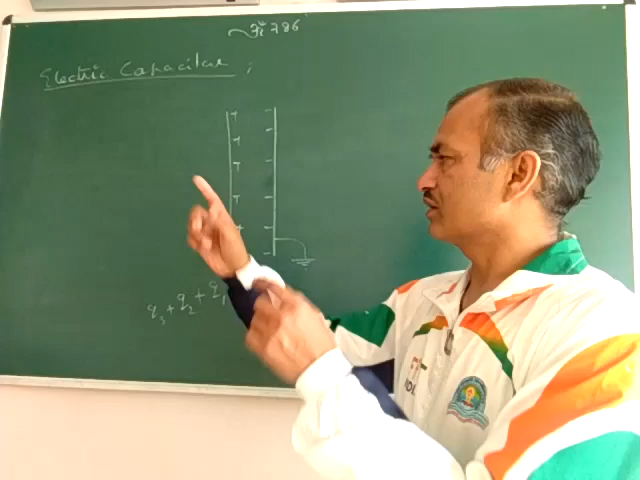 786
Electric Capacitor ;
q3 + q2 + q1